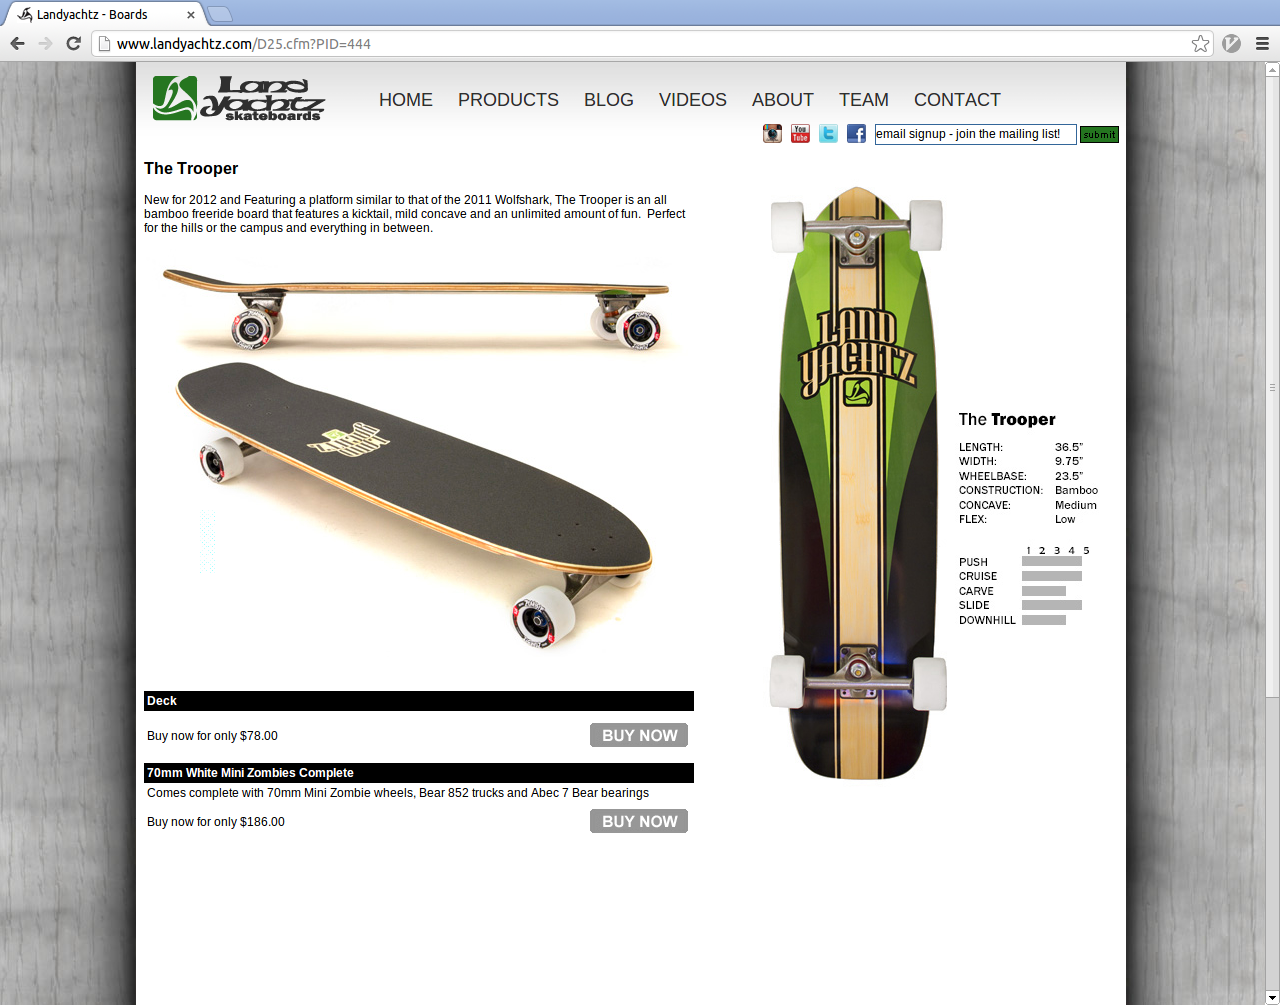 Landyachtz - Boards
www.landyachtz.com/D25.cfm?PID=444
Land
Yachtz
skateboards
HOME PRODUCTS BLOG VIDEOS ABOUT TEAM CONTACT
You
Tube
email signup - join the mailing list! submit
The Trooper
New for 2012 and Featuring a platform similar to that of the 2011 Wolfshark, The Trooper is an all
bamboo freeride board that features a kicktail, mild concave and an unlimited amount of fun.  Perfect
for the hills or the campus and everything in between.
LAND
YACHTZ
The Trooper
LENGTH: 36.5”
WIDTH: 9.75”
WHEELBASE: 23.5”
CONSTRUCTION: Bamboo
CONCAVE: Medium
FLEX: Low
1 2 3 4 5
PUSH
CRUISE
CARVE
SLIDE
DOWNHILL
Deck
Buy now for only $78.00 BUY NOW
70mm White Mini Zombies Complete
Comes complete with 70mm Mini Zombie wheels, Bear 852 trucks and Abec 7 Bear bearings
Buy now for only $186.00 BUY NOW